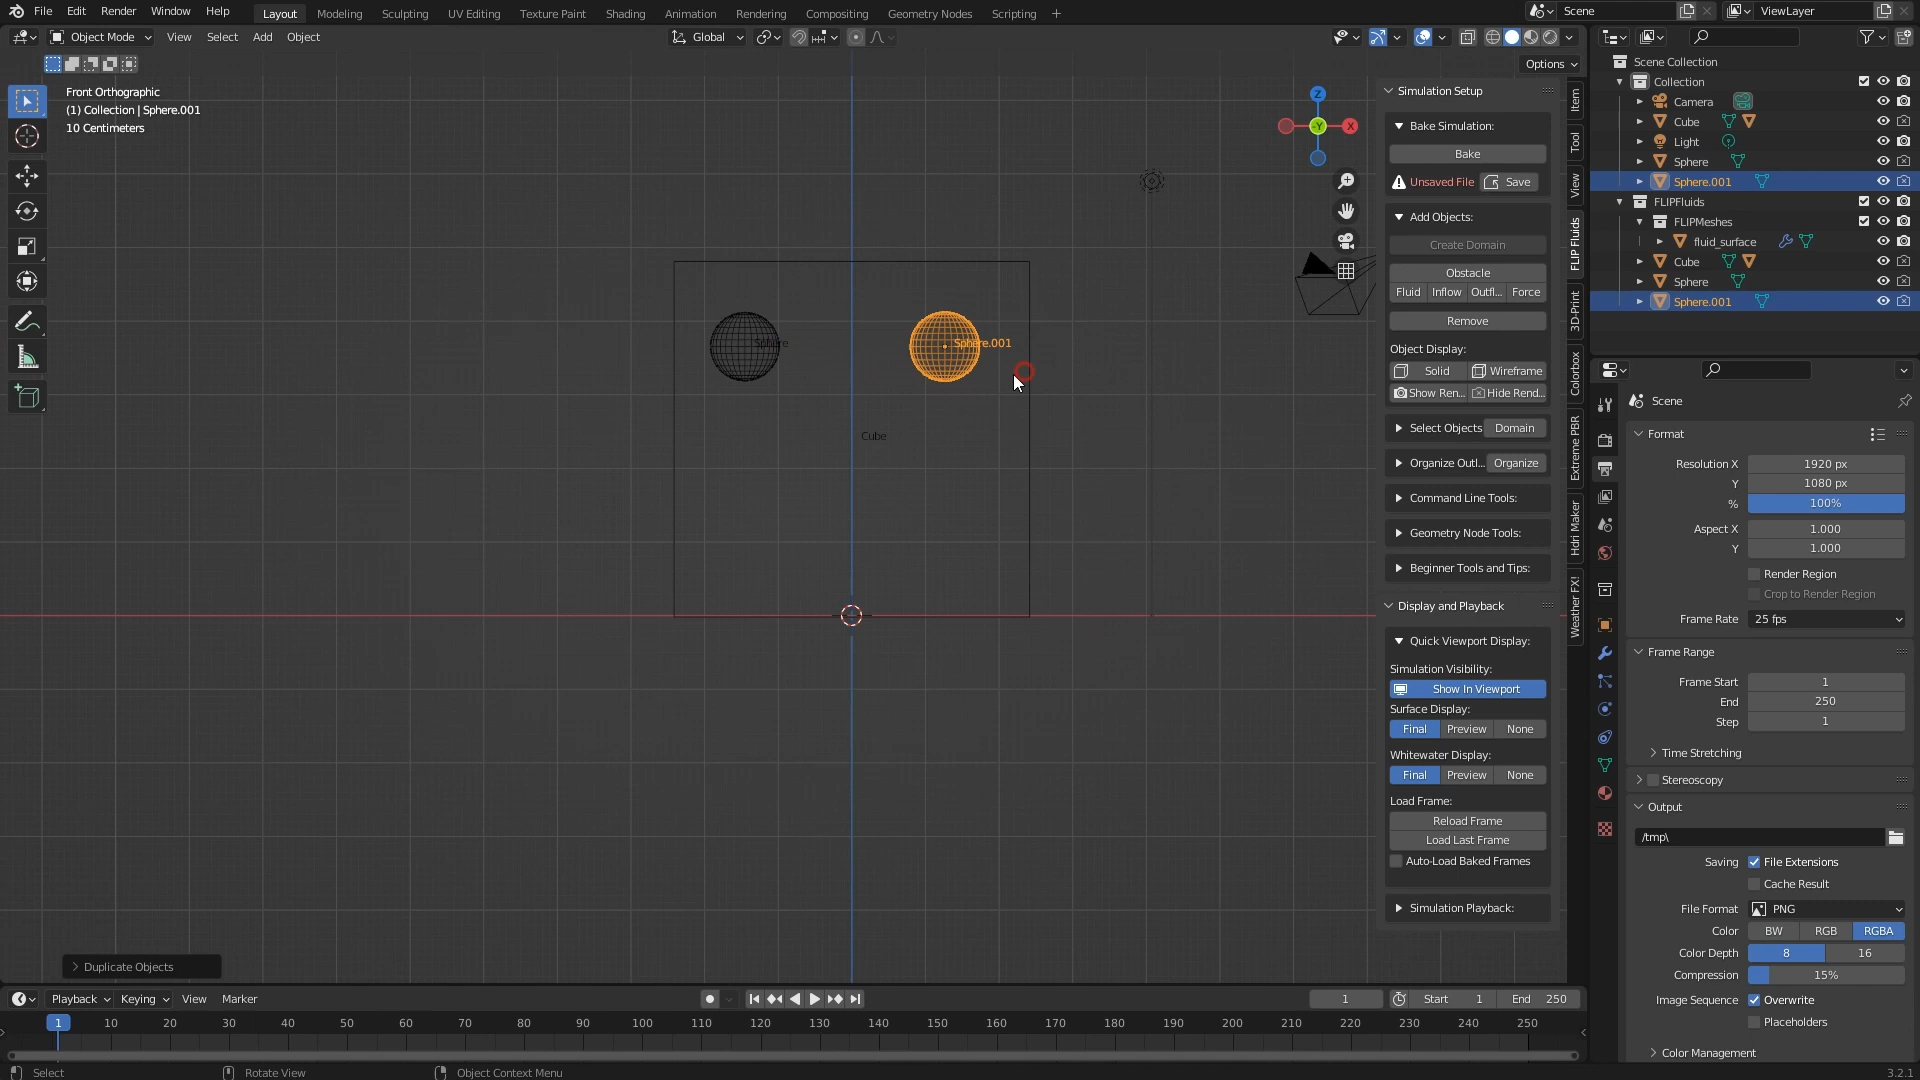 File Edit Render Window Help Layout Modeling Sculpting UV Editing Texture Paint Shading Animation Rendering Compositing Geometry Nodes Scripting + Scene ViewLayer
Object Mode View Select Add Object Global
Options
Front Orthographic
(1) Collection | Sphere.001
10 Centimeters
Z
X
-Y
Sphere
Sphere.001
Cube
> Duplicate Objects
Simulation Setup
Bake Simulation:
Bake
Unsaved File Save
Add Objects:
Create Domain
Obstacle
Fluid Inflow Outfl... Force
Remove
Object Display:
Solid Wireframe
Show Ren... Hide Rend...
Select Objects Domain
Organize Outl... Organize
Command Line Tools:
Geometry Node Tools:
Beginner Tools and Tips:
Display and Playback
Quick Viewport Display:
Simulation Visibility:
Show In Viewport
Surface Display:
Final Preview None
Whitewater Display:
Final Preview None
Load Frame:
Reload Frame
Load Last Frame
Auto-Load Baked Frames
Simulation Playback:
Item
Tool
View
FLIP Fluids
3D-Print
Colorbox
Extreme PBR
Hdri Maker
Weather FX!
Scene Collection
Collection
Camera
Cube
Light
Sphere
Sphere.001
FLIPFluids
FLIPMeshes
fluid_surface
Cube
Sphere
Sphere.001
Scene
Format
Resolution X 1920 px
Y 1080 px
% 100%
Aspect X 1.000
Y 1.000
Render Region
Crop to Render Region
Frame Rate 25 fps
Frame Range
Frame Start 1
End 250
Step 1
Time Stretching
Stereoscopy
Output
/tmp\
Saving File Extensions
Cache Result
File Format PNG
Color BW RGB RGBA
Color Depth 8 16
Compression 15%
Image Sequence Overwrite
Placeholders
Color Management
Playback Keying View Marker 1 Start 1 End 250
1 10 20 30 40 50 60 70 80 90 100 110 120 130 140 150 160 170 180 190 200 210 220 230 240 250
Select Rotate View Object Context Menu 3.2.1